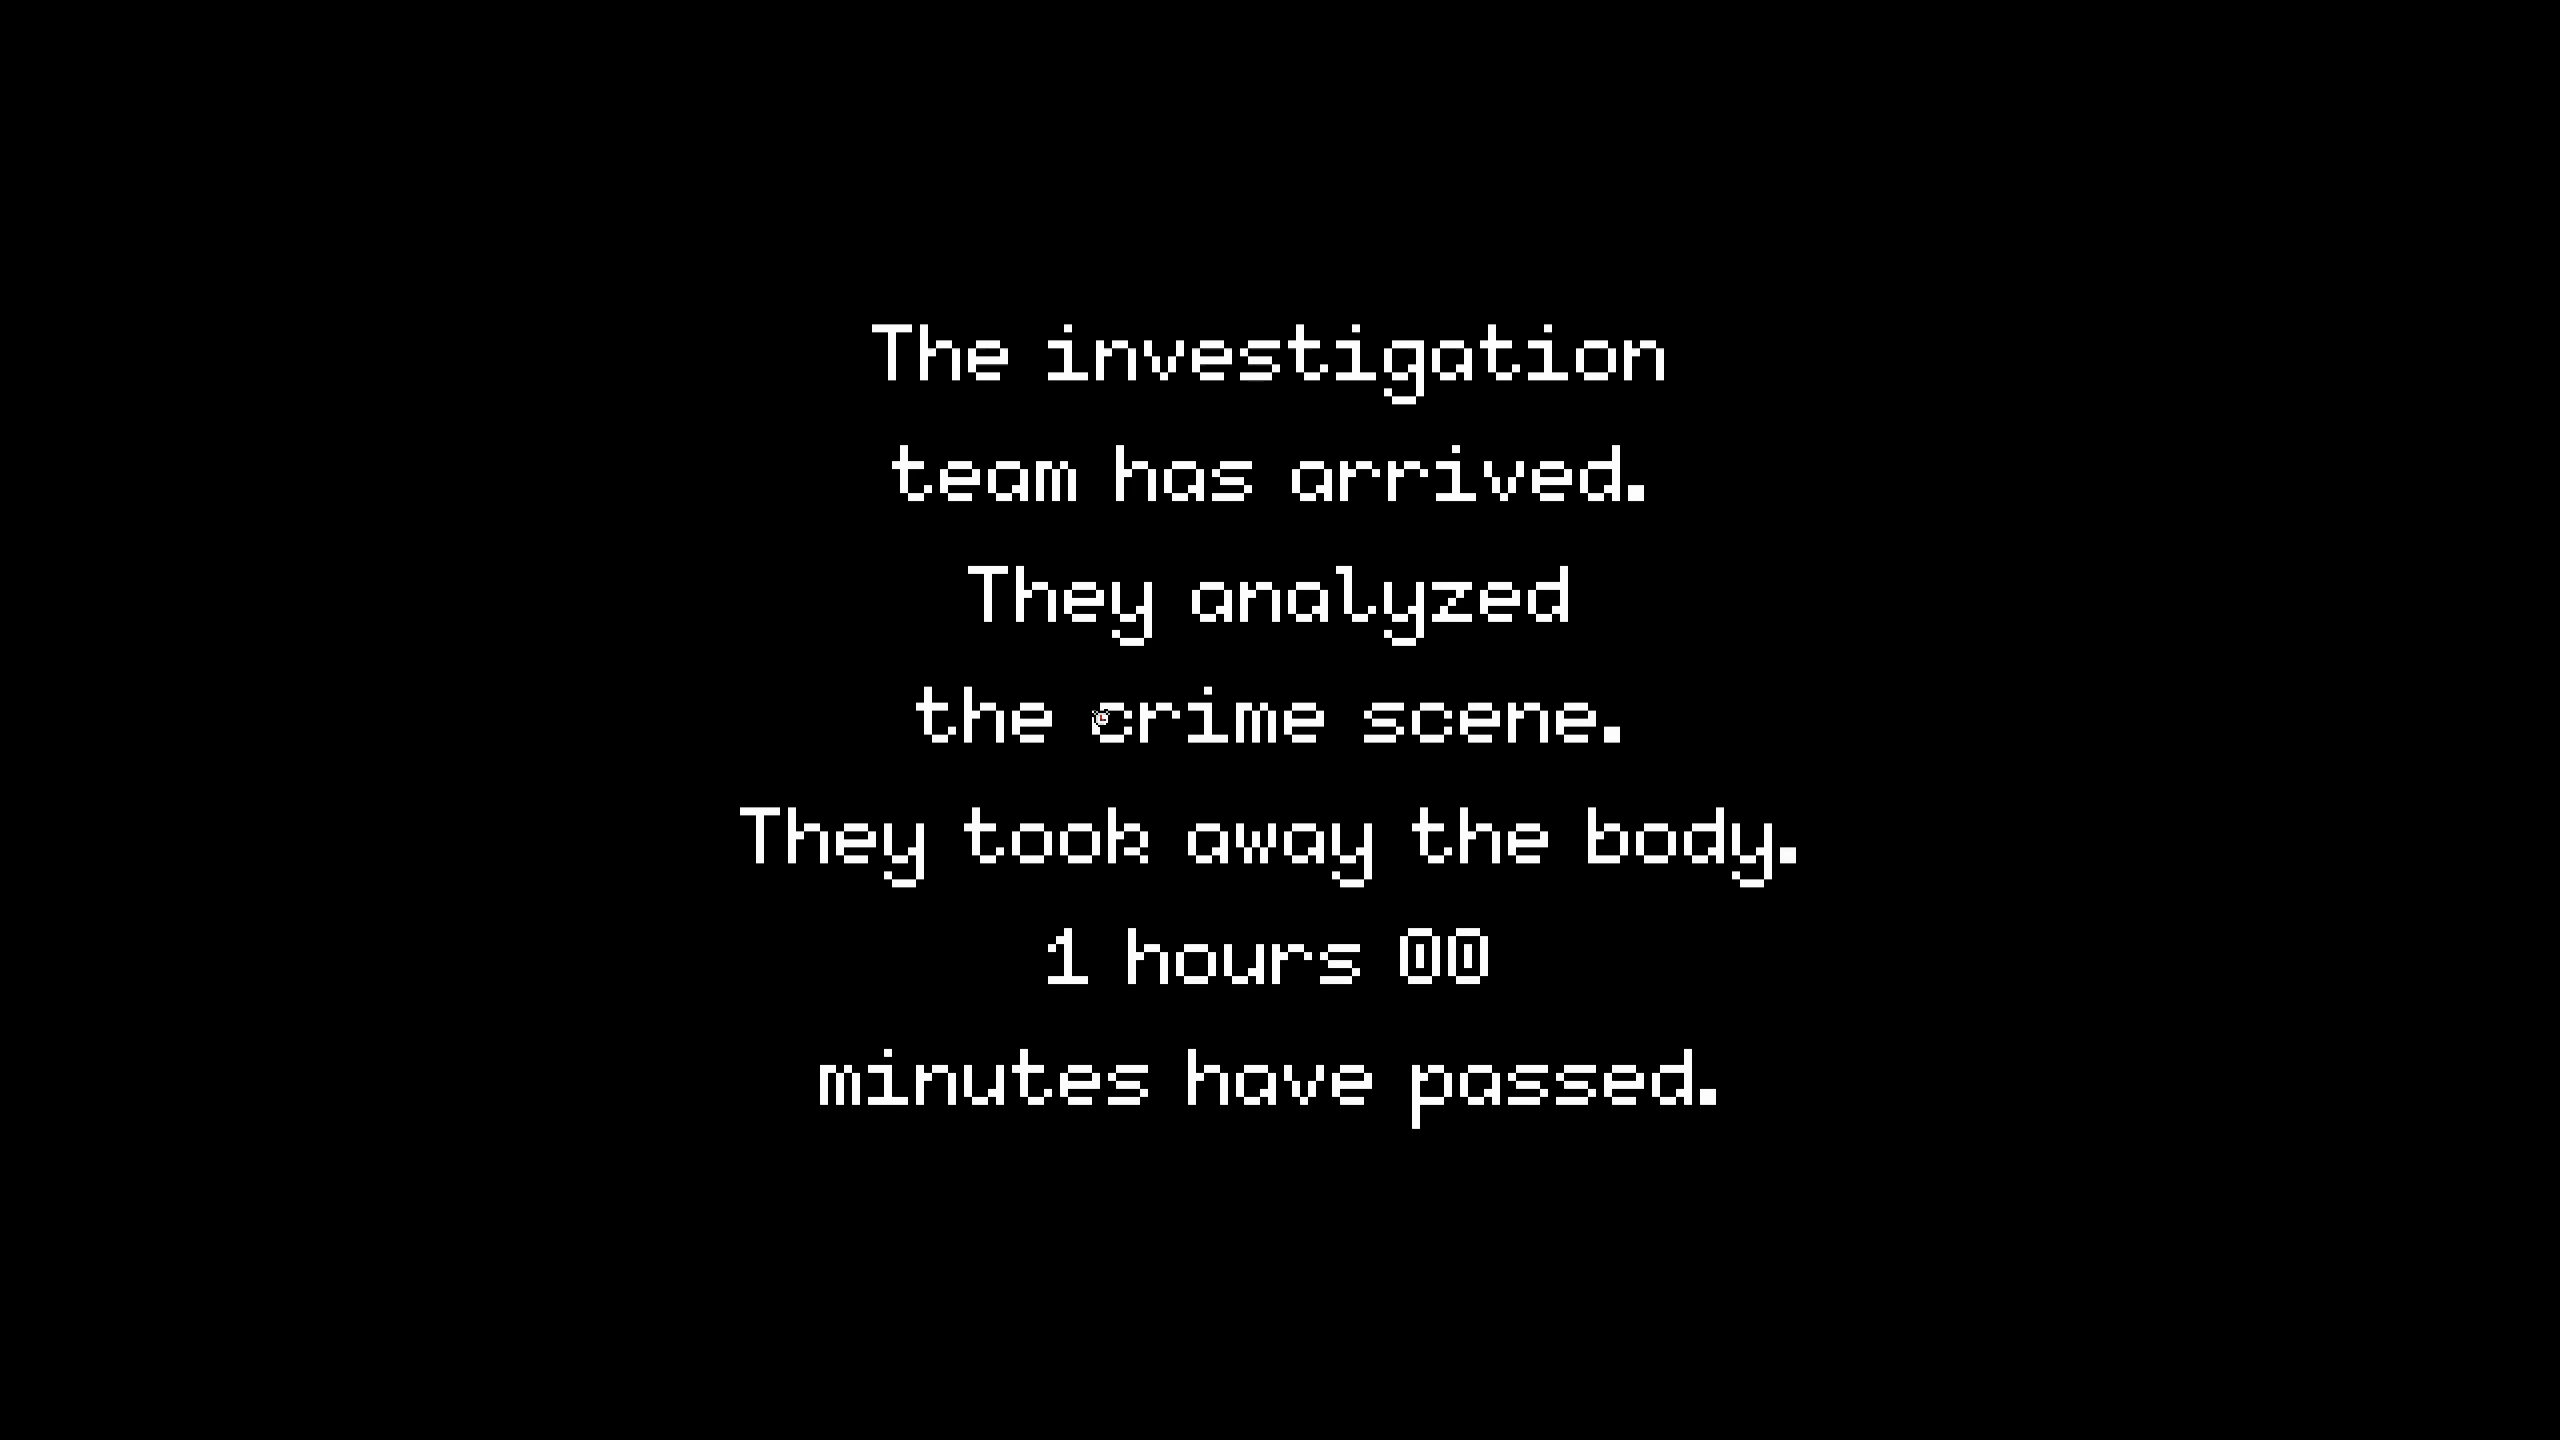 The investigation
team has arrived.
They analyzed
the crime scene.
They took away the body.
1 hours 00
minutes have passed.